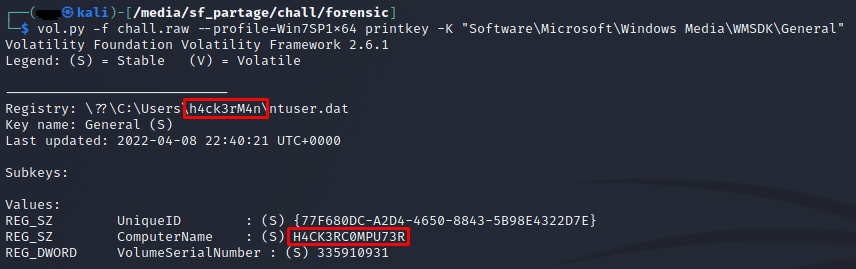 ㉿kali)-[/media/sf_partage/chall/forensic]
$ vol.py -f chall.raw --profile=Win7SP1×64 printkey -K "Software\Microsoft\Windows Media\WMSDK\General"
Volatility Foundation Volatility Framework 2.6.1
Legend: (S) = Stable   (V) = Volatile

----------------------------
Registry: \??\C:\Users\h4ck3rM4n\ntuser.dat
Key name: General (S)
Last updated: 2022-04-08 22:40:21 UTC+0000

Subkeys:

Values:
REG_SZ        UniqueID        : (S) {77F680DC-A2D4-4650-8843-5B98E4322D7E}
REG_SZ        ComputerName    : (S) H4CK3RC0MPU73R
REG_DWORD     VolumeSerialNumber : (S) 335910931